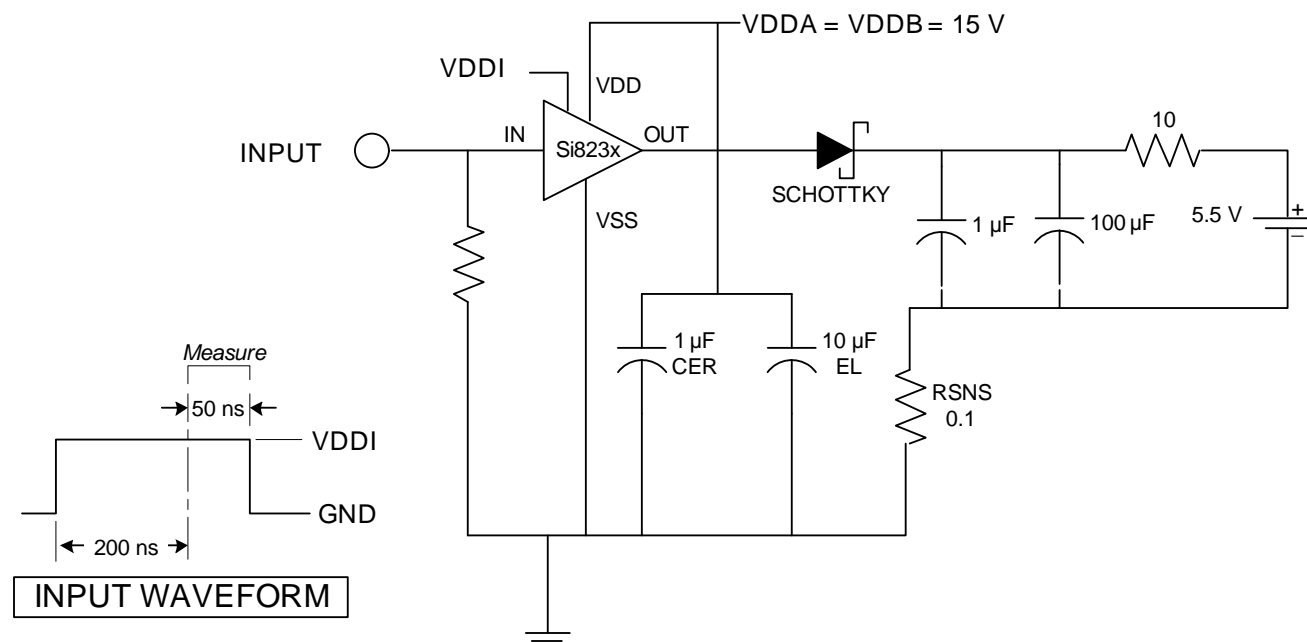 VDDA = VDDB = 15 V
VDDI
VDD
10
INPUT
IN
Si823x
OUT
SCHOTTKY
1 µF
100 µF
5.5 V
+
–
VSS
Measure
50 ns
VDDI
GND
200 ns
INPUT WAVEFORM
1 µF
CER
10 µF
EL
RSNS
0.1